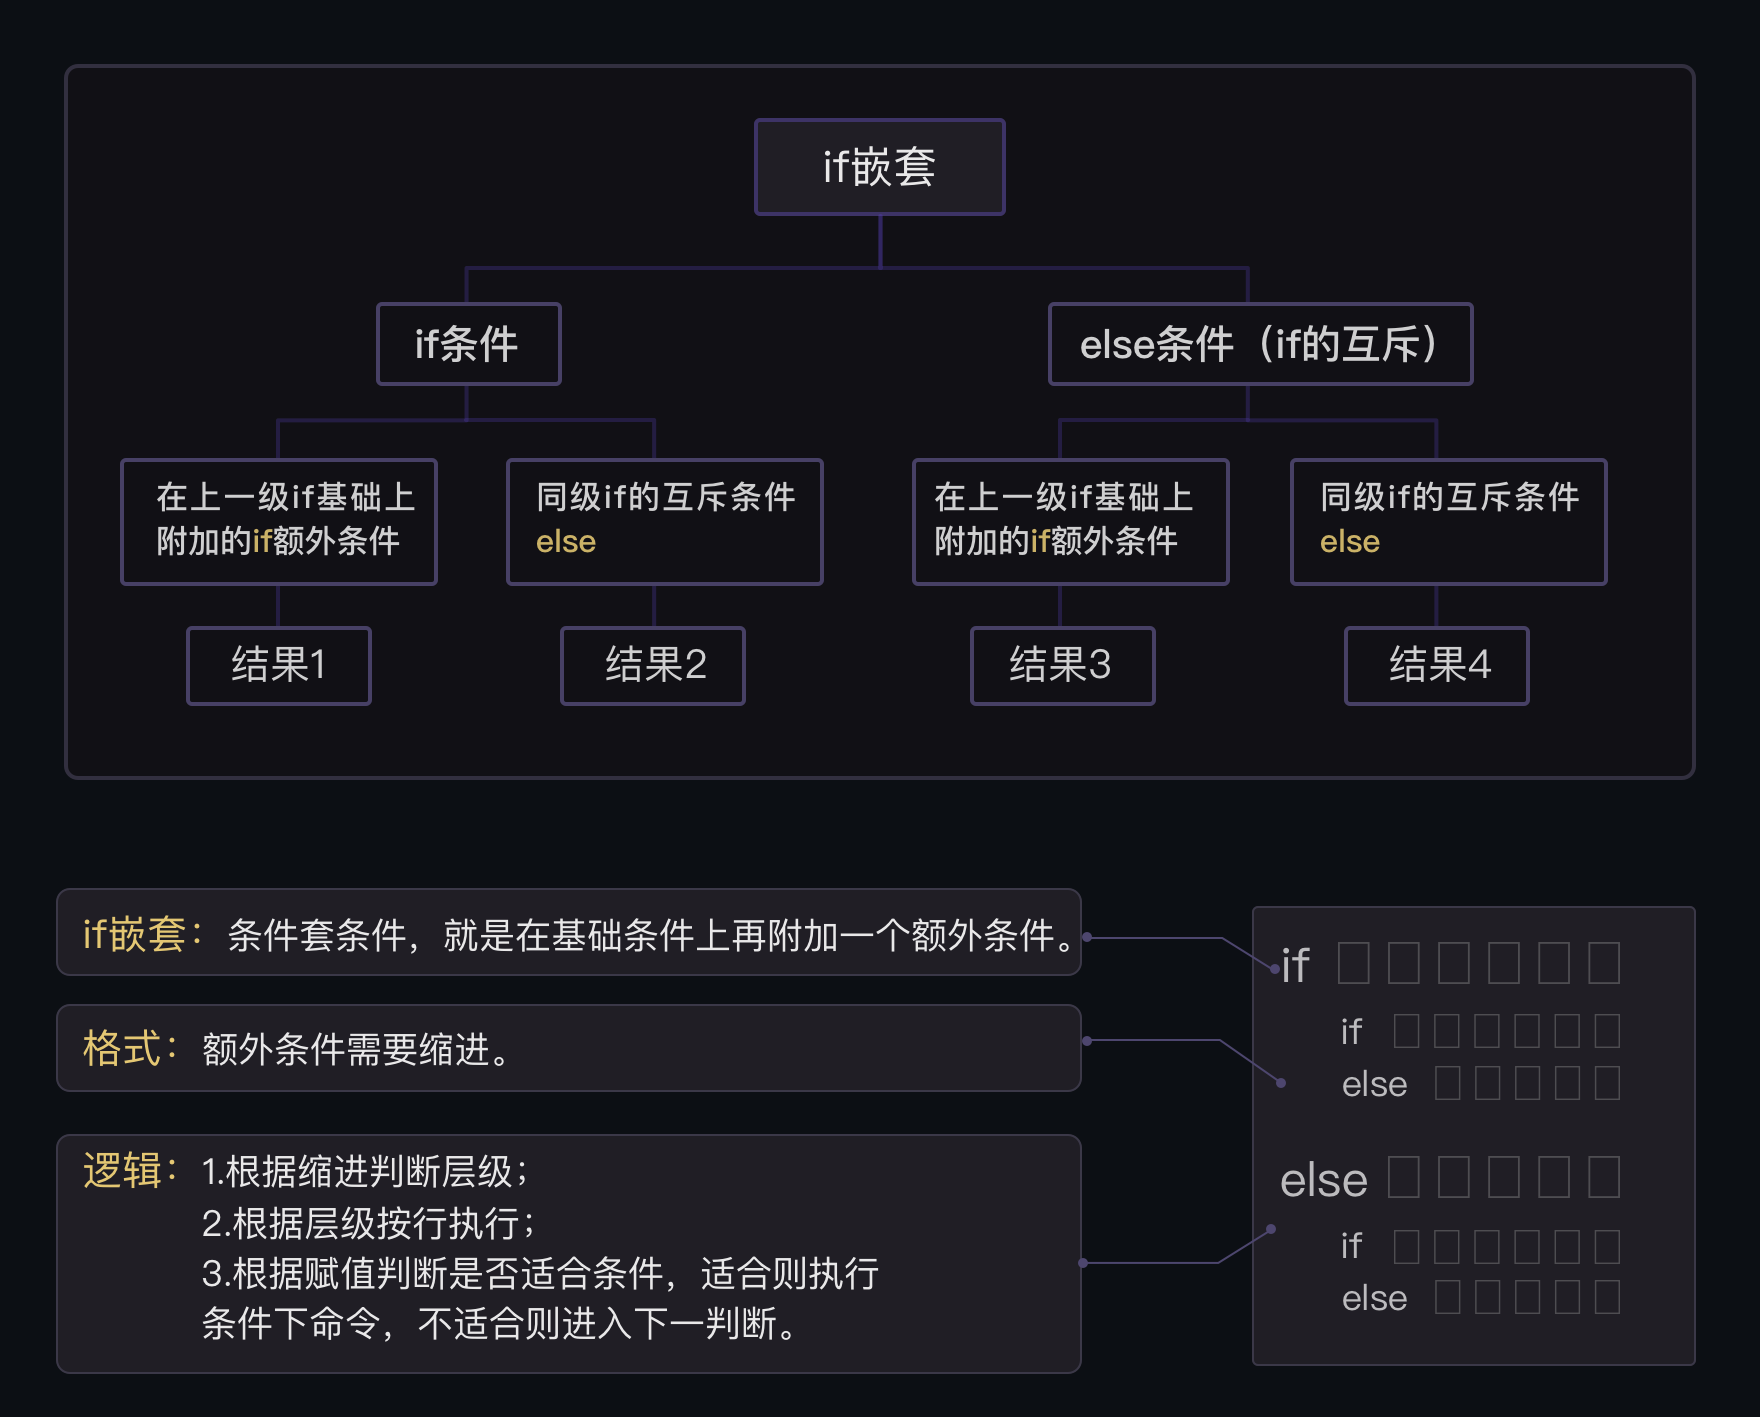 if嵌套
if条件
else条件（if的互斥）
在上一级if基础上
附加的if额外条件
同级if的互斥条件
else
在上一级if基础上
附加的if额外条件
同级if的互斥条件
else
结果1
结果2
结果3
结果4
if嵌套：条件套条件，就是在基础条件上再附加一个额外条件。
格式：额外条件需要缩进。
逻辑：1.根据缩进判断层级；
2.根据层级按行执行；
3.根据赋值判断是否适合条件，适合则执行
条件下命令，不适合则进入下一判断。
if □ □ □ □ □ □
if □ □ □ □ □ □
else □ □ □ □ □
else □ □ □ □ □
if □ □ □ □ □ □
else □ □ □ □ □